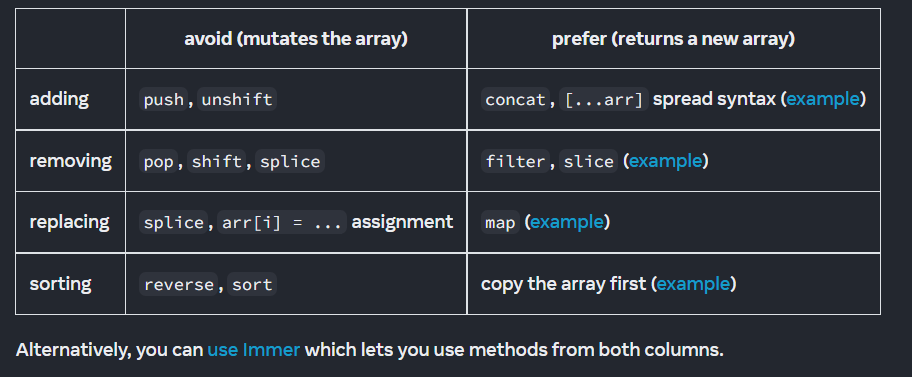 avoid (mutates the array) prefer (returns a new array)
adding push, unshift concat, [...arr] spread syntax (example)
removing pop, shift, splice filter, slice (example)
replacing splice, arr[i] = ... assignment map (example)
sorting reverse, sort copy the array first (example)
Alternatively, you can use Immer which lets you use methods from both columns.